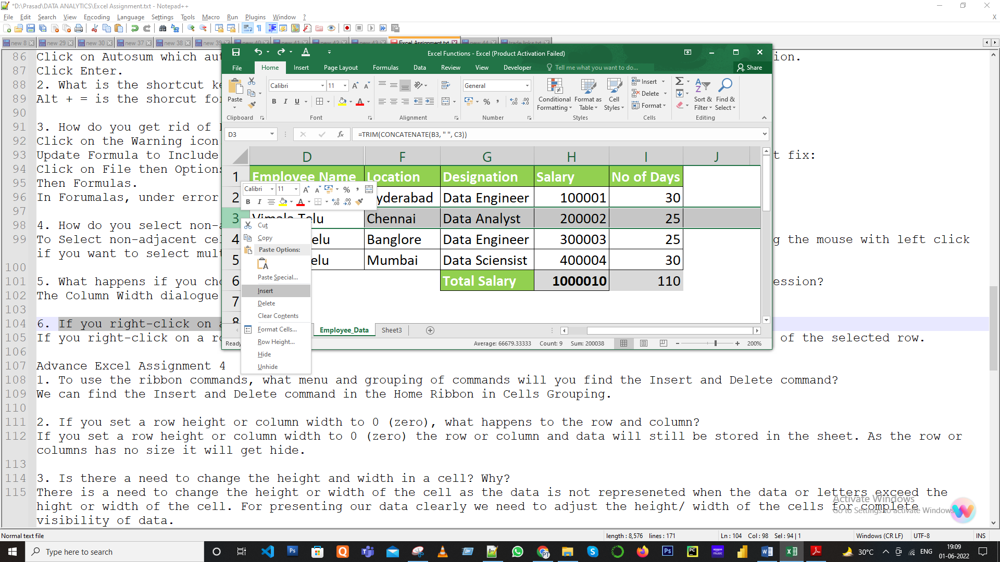 *D:\Prasad\DATA ANALYTICS\Excel Assignment.txt - Notepad++
File Edit Search View Encoding Language Settings Tools Macro Run Plugins Window ?
X
new 8 new 29 new 30 new 37 new 38 new 39 new 40 new 41 new 42 new 43 Excel Assignment.txt new 44 trade links.txt
Excel Functions - Excel (Product Activation Failed)
File Home Insert Page Layout Formulas Data Review View Developer Tell me what you want to do... Share
Paste
Clipboard
Calibri 11
B I U
Font
Alignment
General
Number
Conditional Formatting
Format as Table
Cell Styles
Styles
Insert
Delete
Format
Cells
Sort & Filter
Find & Select
Editing
D3 fx =TRIM(CONCATENATE(B3, " ", C3))
D F G H I J
1 Employee Name Location Designation Salary No of Days
2 yderabad Data Engineer 100001 30
3 Vimala Telu Chennai Data Analyst 200002 25
4 elu Banglore Data Engineer 300003 25
5 elu Mumbai Data Sciensist 400004 30
6 Total Salary 1000010 110
7
8
Calibri 11
B I
Cut
Copy
Paste Options:
Paste Special...
Insert
Delete
Clear Contents
Format Cells...
Row Height...
Hide
Unhide
Employee_Data Sheet3
Ready Average: 66679.33333 Count: 9 Sum: 200038 200%
86 Click on Autosum which au ion.
87 Click Enter.
88 2. What is the shortcut k
89 Alt + = is the shorcut fo
90
91 3. How do you get rid of
92 Click on the Warning icon
93 Update Formula to Include t fix:
94 Click on File then Options
95 Then Formulas.
96 In Forumalas, under error
97
98 4. How do you select non-
99 To Select non-adjacent ce g the mouse with left click
if you want to select mul
100
101 5. What happens if you ch ession?
102 The Column Width dialogue
103
104 6. If you right-click on
105 If you right-click on a r of the selected row.
106
107 Advance Excel Assignment 4
108 1. To use the ribbon commands, what menu and grouping of commands will you find the Insert and Delete command?
109 We can find the Insert and Delete command in the Home Ribbon in Cells Grouping.
110
111 2. If you set a row height or column width to 0 (zero), what happens to the row and column?
112 If you set a row height or column width to 0 (zero) the row or column and data will still be stored in the sheet. As the row or
columns has no size it will get hide.
113
114 3. Is there a need to change the height and width in a cell? Why?
115 There is a need to change the height or width of the cell as the data is not represeneted when the data or letters exceed the
hight or width of the cell. For presenting our data clearly we need to adjust the height/ width of the cells for complete
visibility of data.
Activate Windows
Go to Settings to activate Windows.
Normal text file length : 8,576 lines : 171 Ln : 104 Col : 98 Sel : 94 | 1 Windows (CR LF) UTF-8 INS
Type here to search 30°C ENG 19:09
01-06-2022